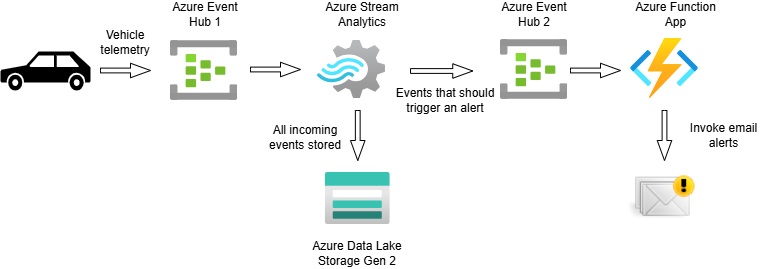 Azure Event
Hub 1
Azure Stream
Analytics
Azure Event
Hub 2
Azure Function
App
Vehicle
telemetry
Events that should
trigger an alert
All incoming
events stored
Invoke email
alerts
Azure Data Lake
Storage Gen 2